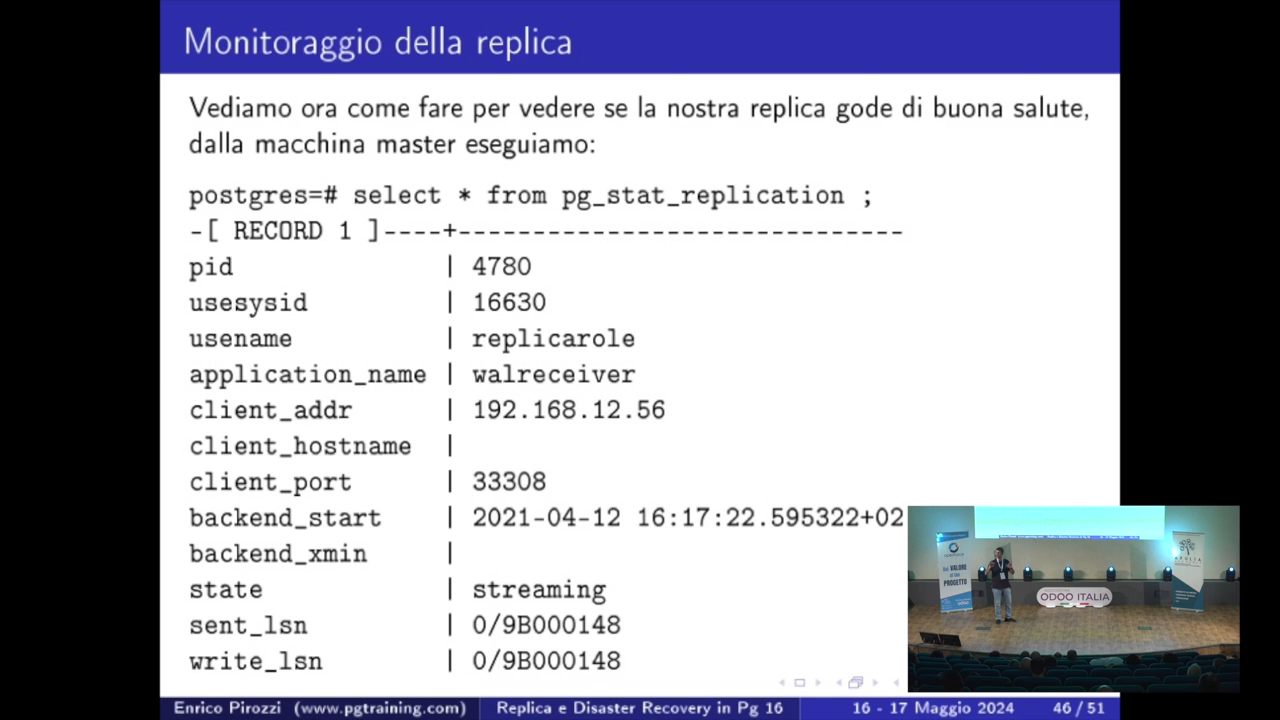 Monitoraggio della replica
Vediamo ora come fare per vedere se la nostra replica gode di buona salute,
dalla macchina master eseguiamo:
postgres=# select * from pg_stat_replication ;
-[ RECORD 1 ]----+------------------------------
pid | 4780
usesysid | 16630
usename | replicarole
application_name | walreceiver
client_addr | 192.168.12.56
client_hostname |
client_port | 33308
backend_start | 2021-04-12 16:17:22.595322+02
backend_xmin |
state | streaming
sent_lsn | 0/9B000148
write_lsn | 0/9B000148
VALORE
PROGETTO
ODOO ITALIA
Enrico Pirozzi (www.pgtraining.com) Replica e Disaster Recovery in Pg 16 16 - 17 Maggio 2024 46 / 51